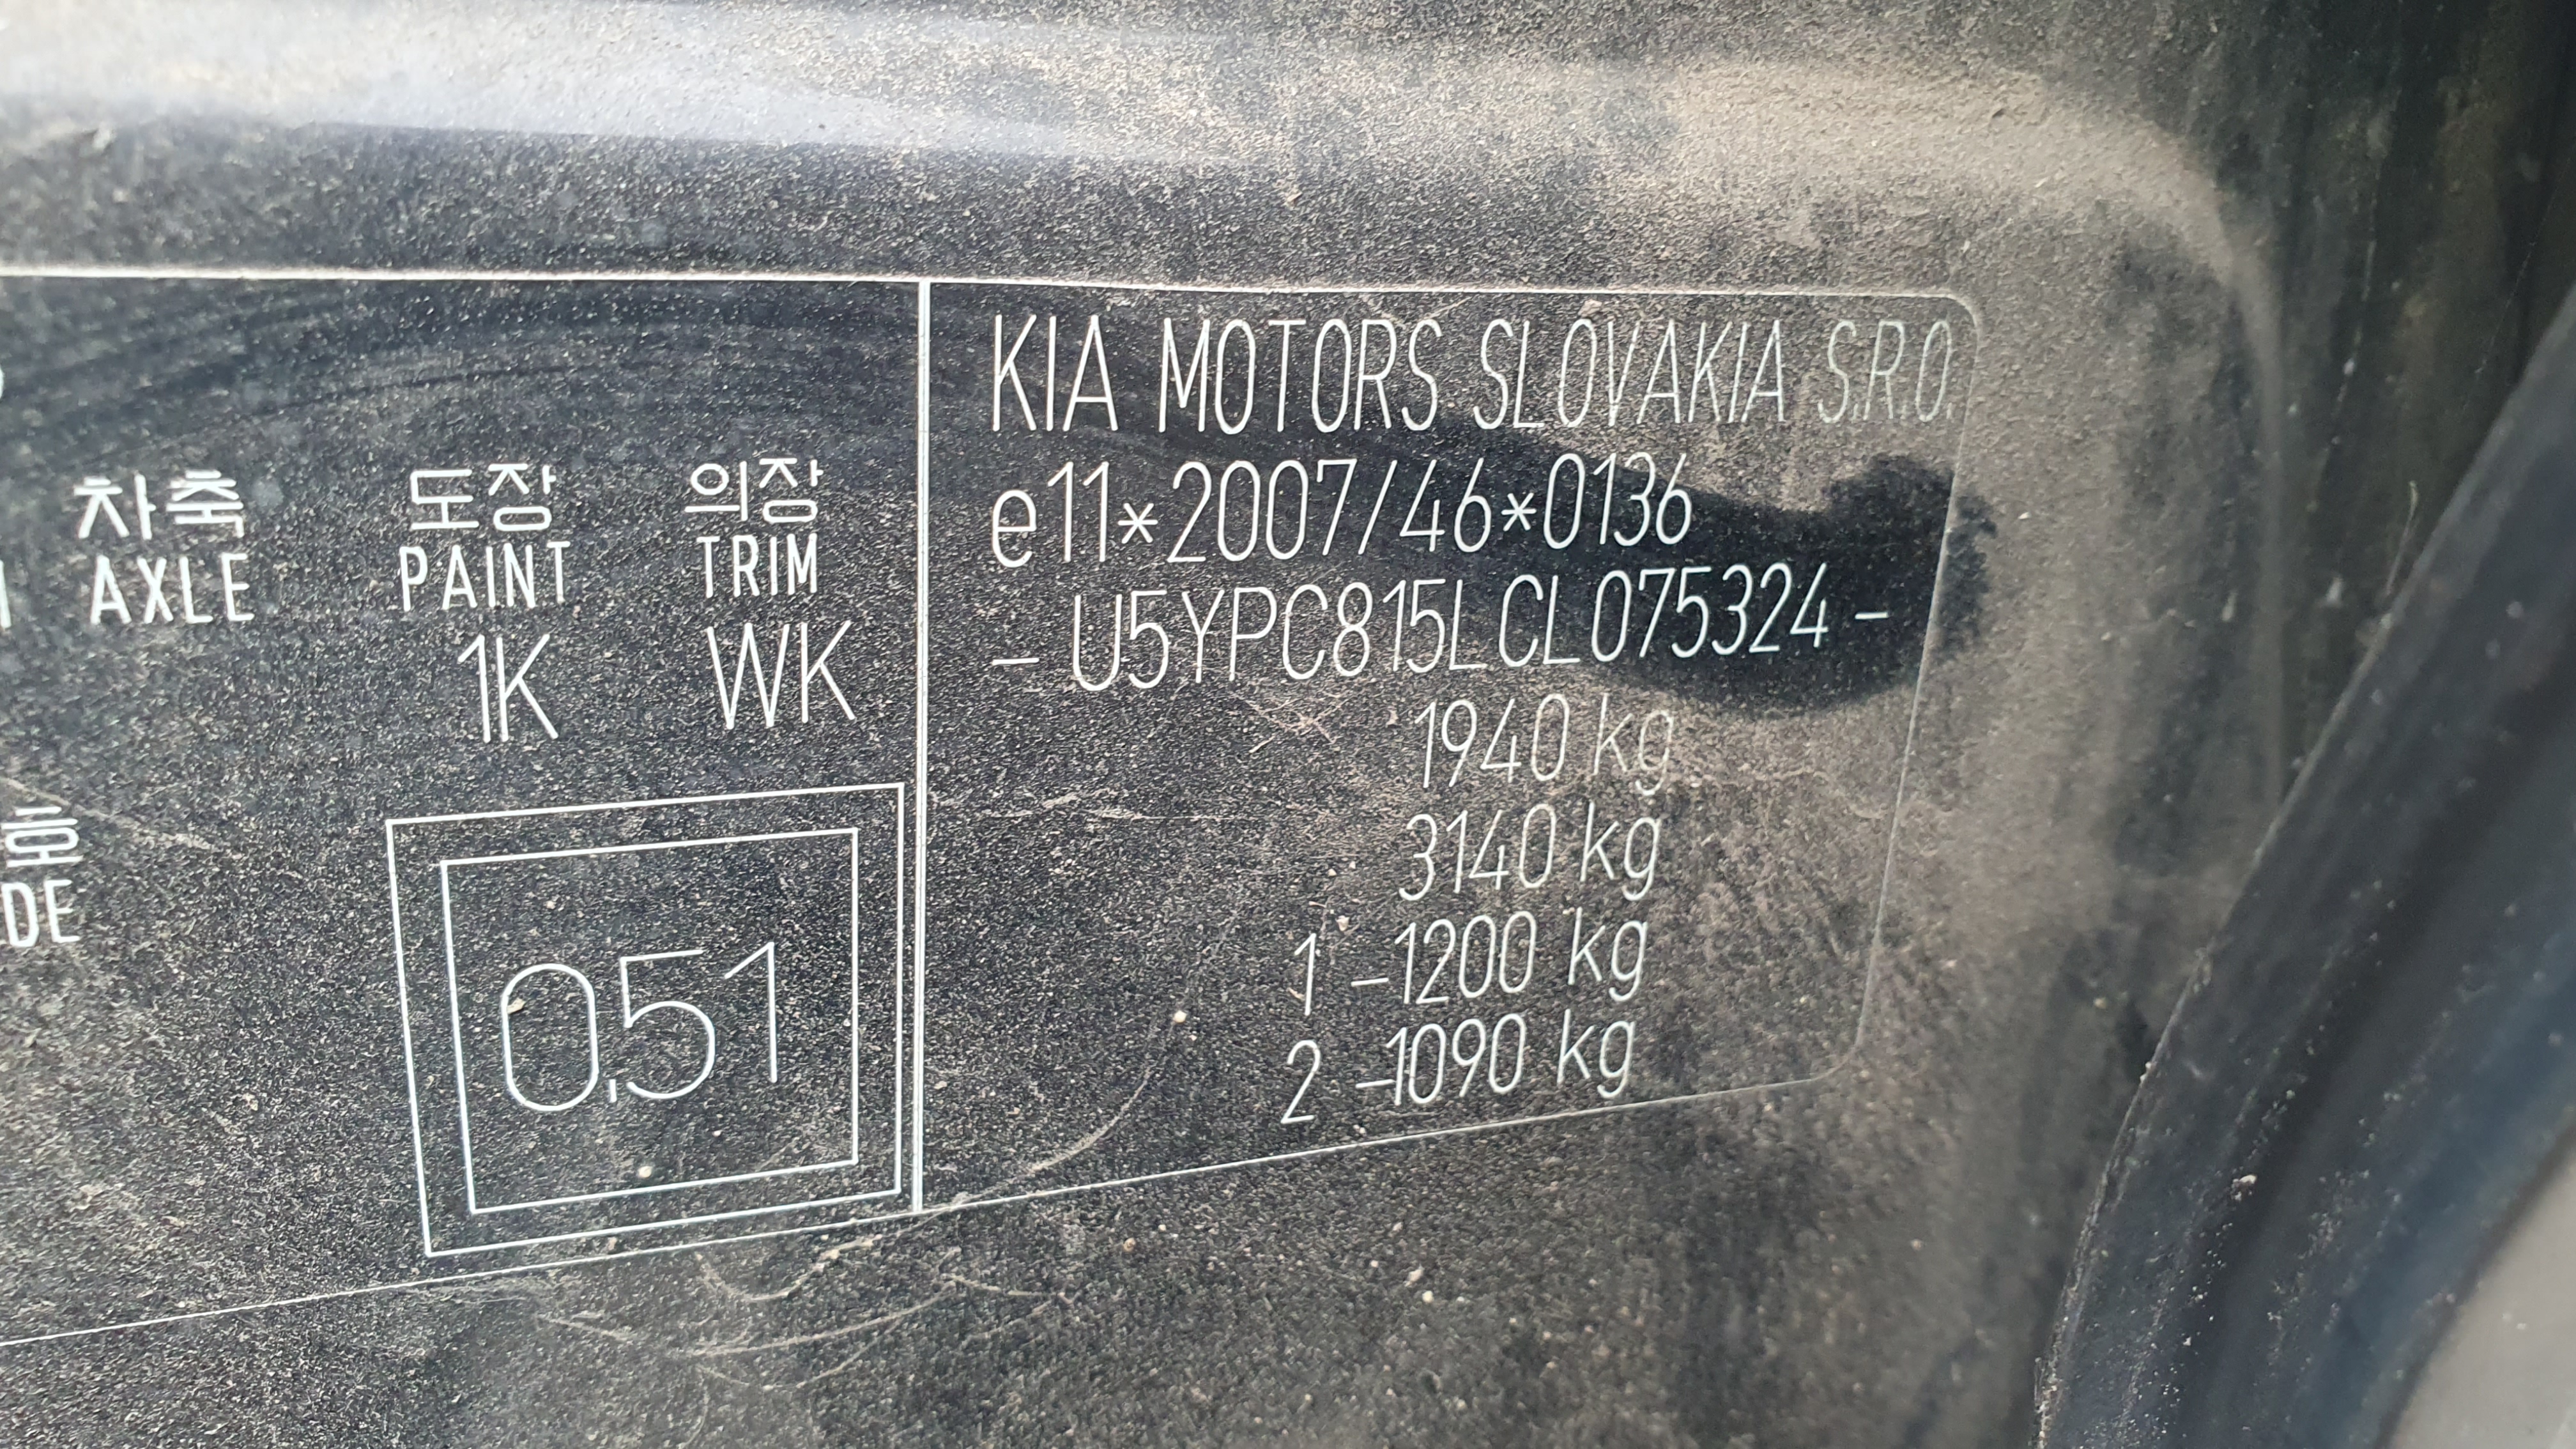 차축 도장 의장
AXLE PAINT TRIM
1K WK
호
DE
0.51
KIA MOTORS SLOVAKIA S.R.O.
e11*2007/46*0136
- U5YPC815LCL075324 -
1940 kg
3140 kg
1 -1200 kg
2 -1090 kg